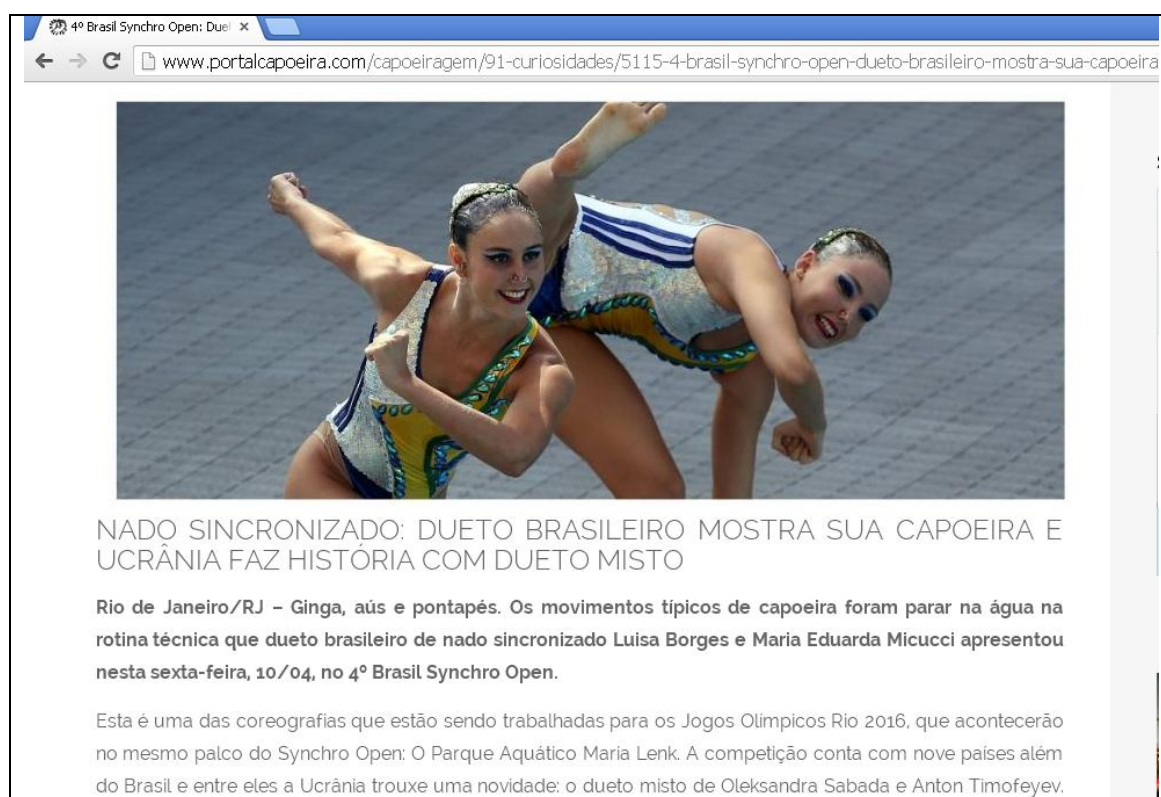 4º Brasil Synchro Open: Due
www.portalcapoeira.com/capoeiragem/91-curiosidades/5115-4-brasil-synchro-open-dueto-brasileiro-mostra-sua-capoeira
NADO SINCRONIZADO: DUETO BRASILEIRO MOSTRA SUA CAPOEIRA E
UCRÂNIA FAZ HISTÓRIA COM DUETO MISTO
Rio de Janeiro/RJ – Ginga, aús e pontapés. Os movimentos típicos de capoeira foram parar na água na
rotina técnica que dueto brasileiro de nado sincronizado Luisa Borges e Maria Eduarda Micucci apresentou
nesta sexta-feira, 10/04, no 4º Brasil Synchro Open.
Esta é uma das coreografias que estão sendo trabalhadas para os Jogos Olímpicos Rio 2016, que acontecerão
no mesmo palco do Synchro Open: O Parque Aquático Maria Lenk. A competição conta com nove países além
do Brasil e entre eles a Ucrânia trouxe uma novidade: o dueto misto de Oleksandra Sabada e Anton Timofeyev.